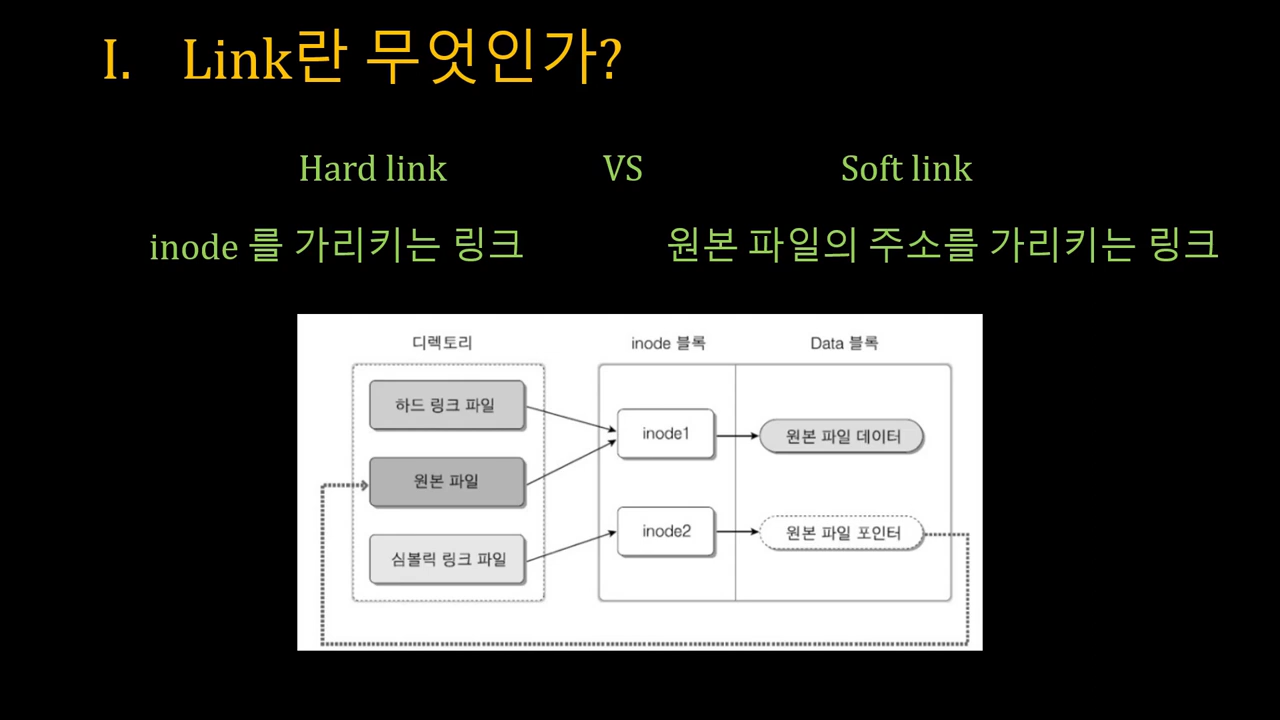 I. Link란 무엇인가?
Hard link VS Soft link
inode 를 가리키는 링크 원본 파일의 주소를 가리키는 링크
디렉토리 inode 블록 Data 블록
하드 링크 파일
inode1 원본 파일 데이터
원본 파일
inode2 원본 파일 포인터
심볼릭 링크 파일